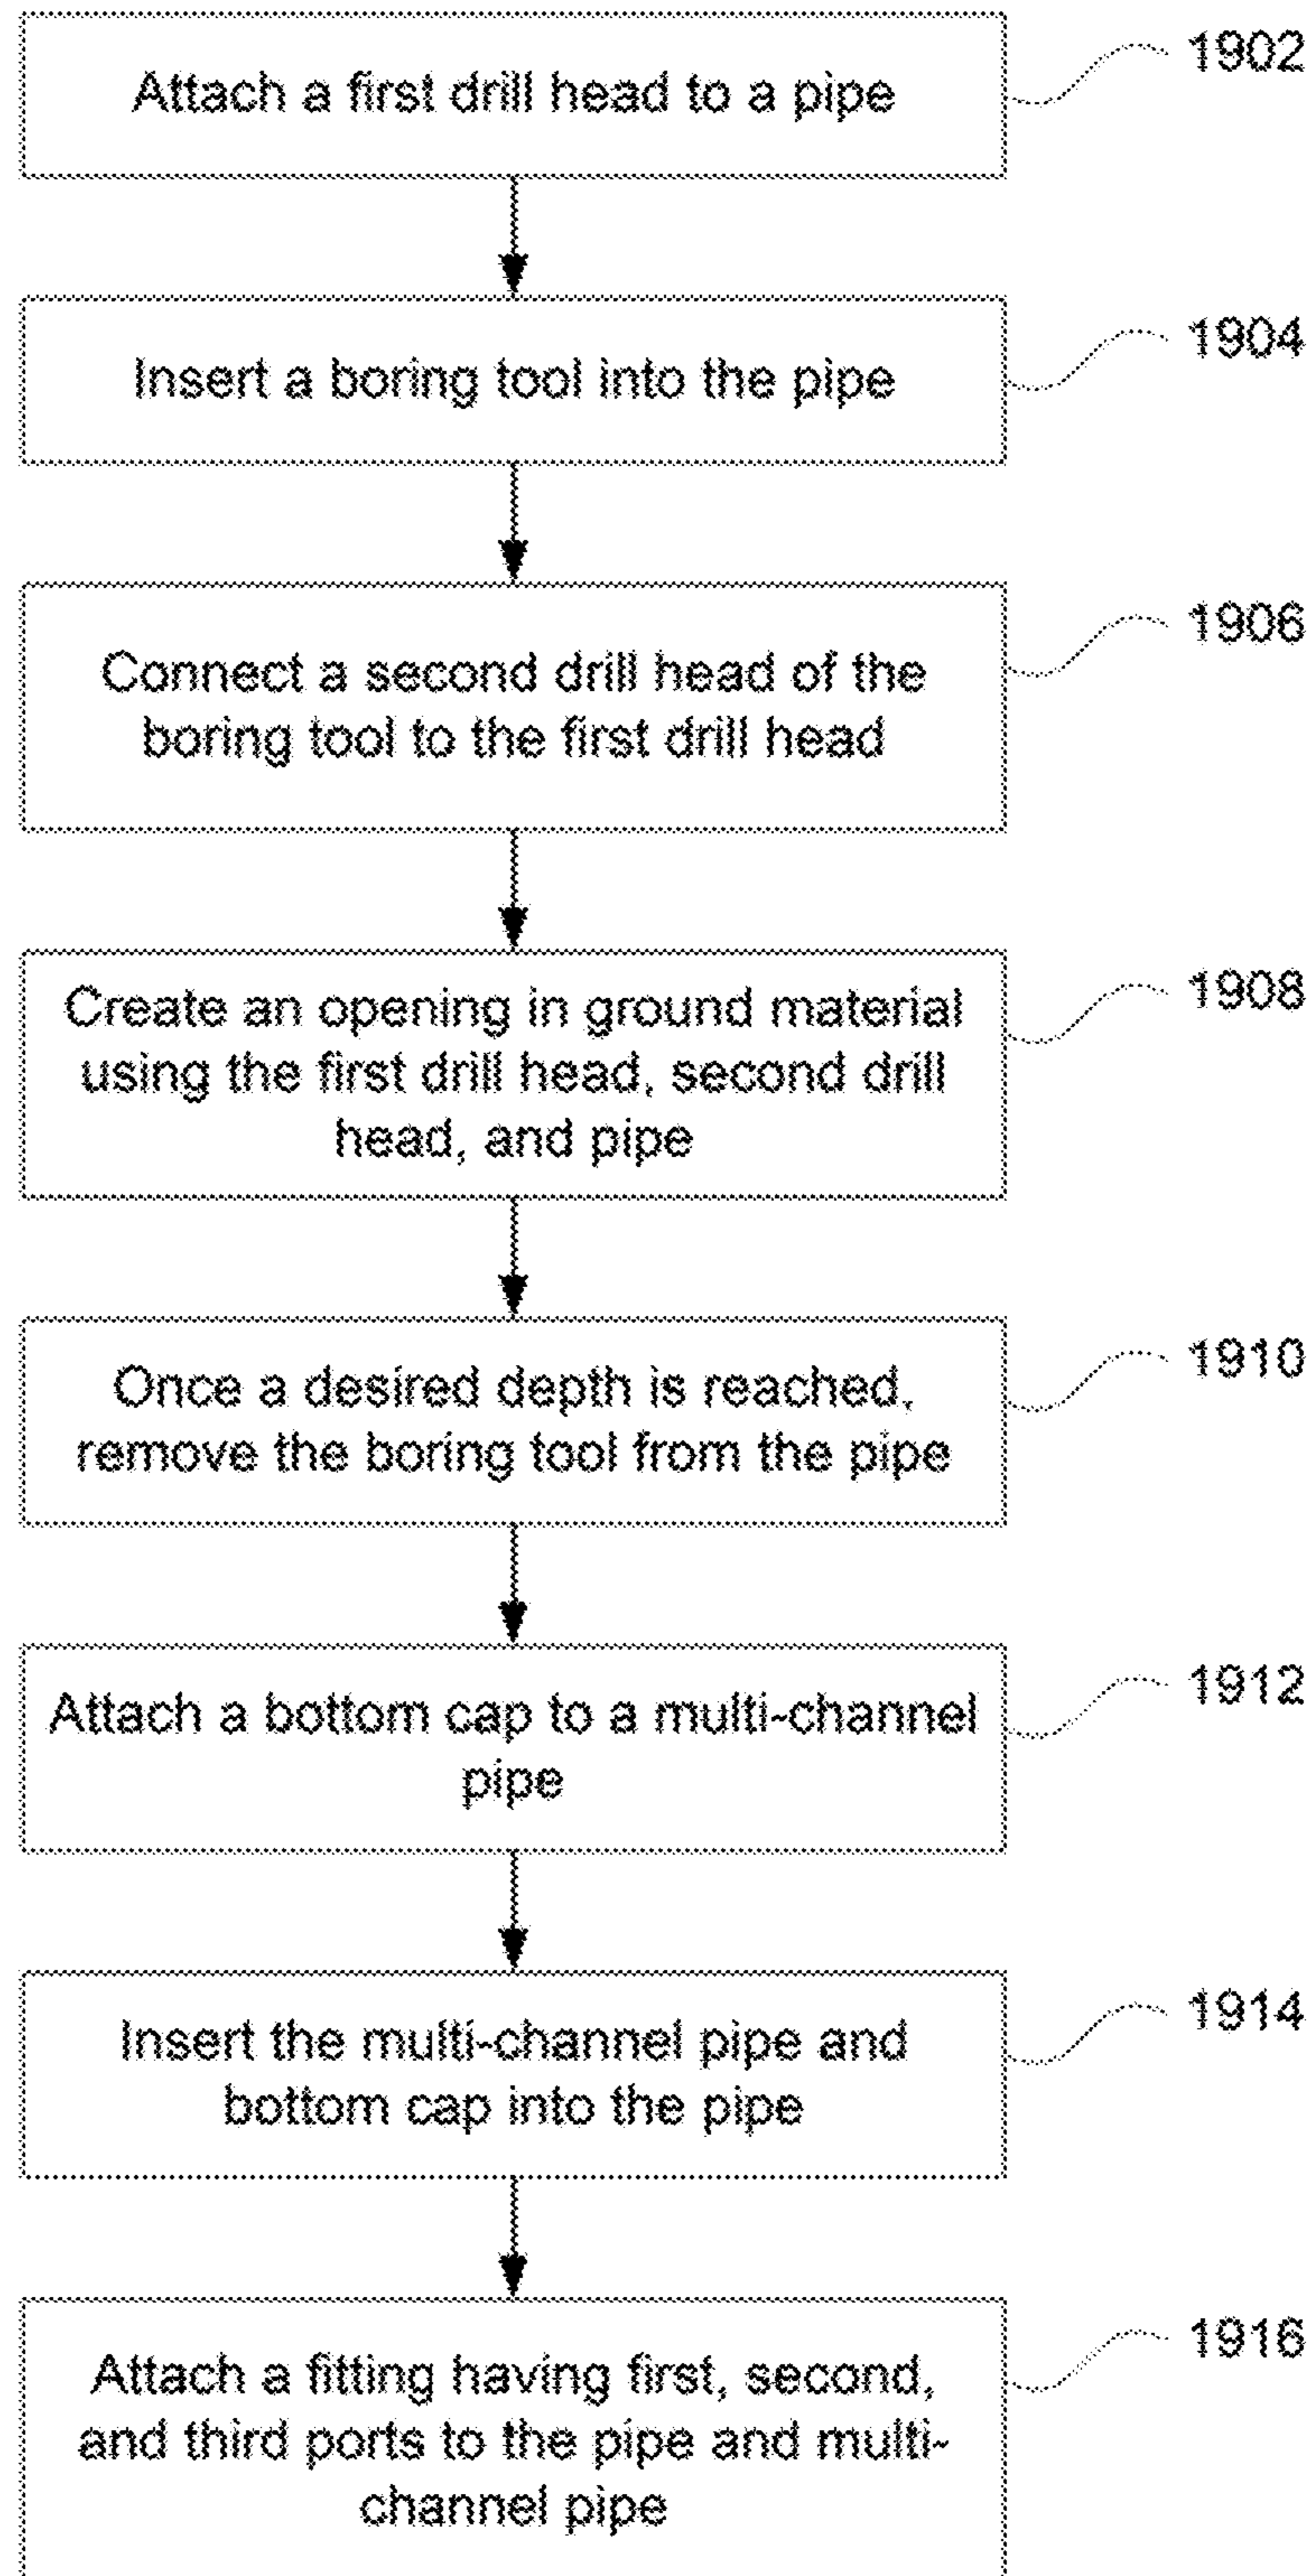 Attach a first drill head to a pipe
1902
Insert a boring tool into the pipe
1904
Connect a second drill head of the
boring tool to the first drill head
1906
Create an opening in ground material
using the first drill head, second drill
head, and pipe
1908
Once a desired depth is reached,
remove the boring tool from the pipe
1910
Attach a bottom cap to a multi-channel
pipe
1912
Insert the multi-channel pipe and
bottom cap into the pipe
1914
Attach a fitting having first, second,
and third ports to the pipe and multi-
channel pipe
1916